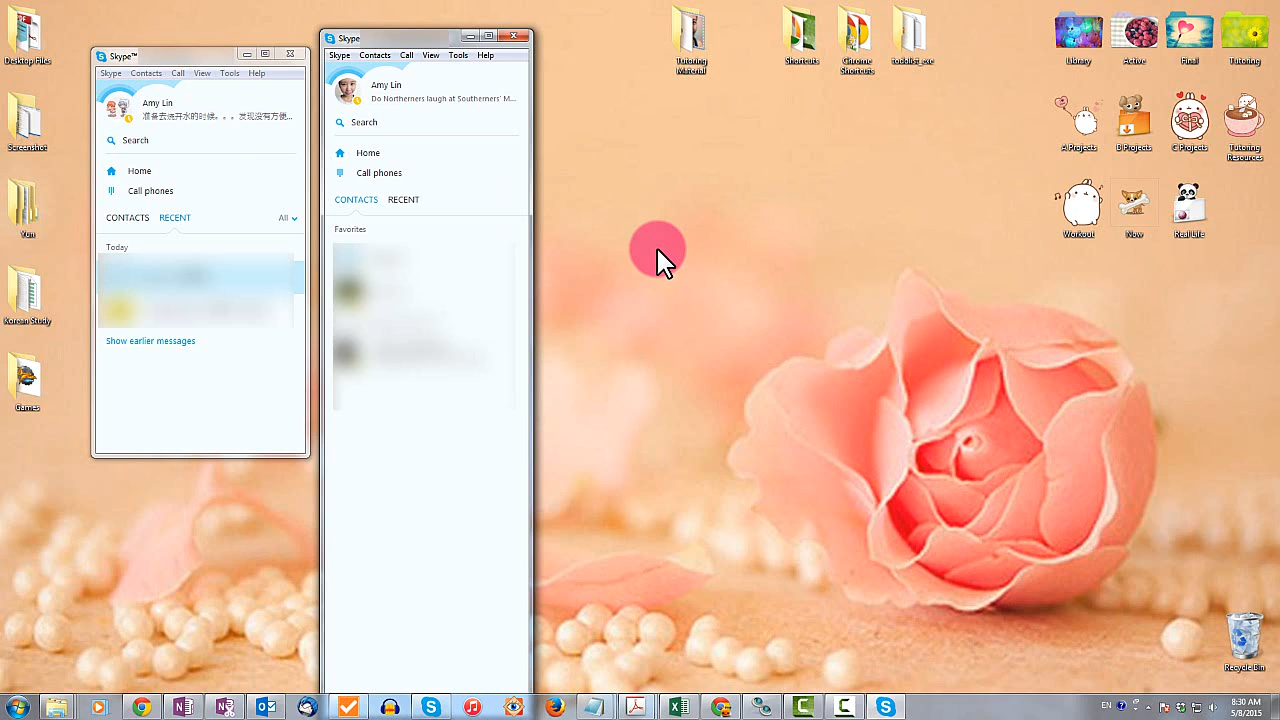 Desktop Files
Screenshot
Yun
Korean Study
Games
Skype™
Skype Contacts Call View Tools Help
Amy Lin
准备去烧开水的时候。。。发现没有方便...
Search
Home
Call phones
CONTACTS RECENT All
Today
Show earlier messages
Skype
Skype Contacts Call View Tools Help
Amy Lin
Do Northerners laugh at Southerners' M...
Search
Home
Call phones
CONTACTS RECENT
Favorites
Tutoring
Material
Shortcuts
Chrome
Shortcuts
todolist_exe
Library
Active
Final
Tutoring
A Projects
B Projects
C Projects
Tutoring
Resources
Workout
Now
Real Life
Recycle Bin
EN
8:30 AM
5/8/2015